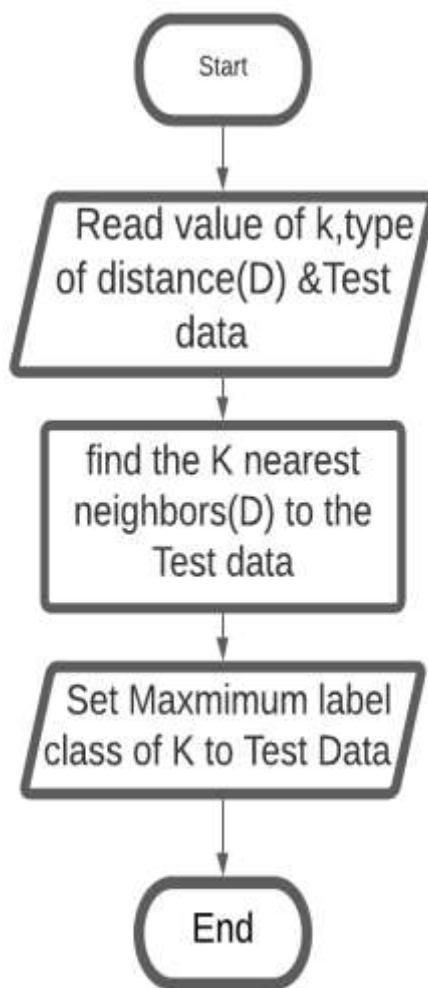 Start
Read value of k,type
of distance(D) &Test
data
find the K nearest
neighbors(D) to the
Test data
Set Maxmimum label
class of K to Test Data
End